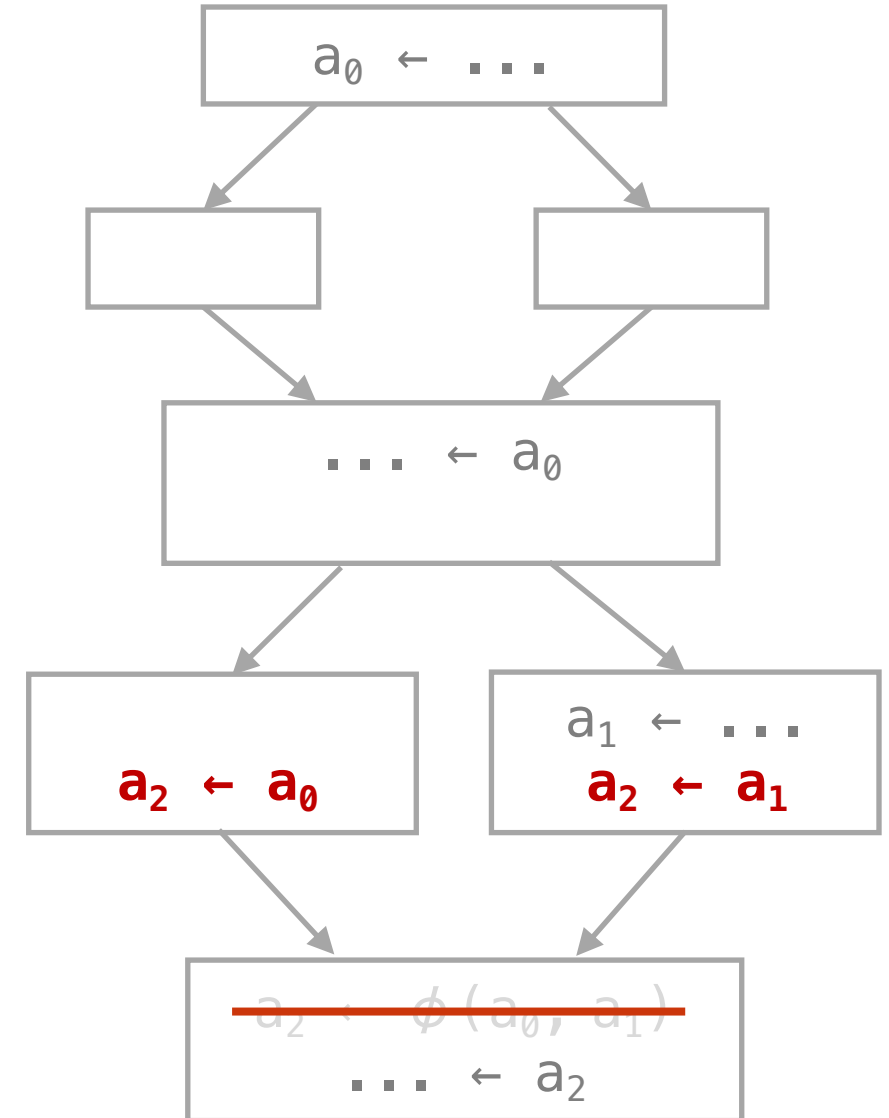 a₀ ← ...
... ← a₀
a₂ ← a₀
a₁ ← ...
a₂ ← a₁
a₂ ← ϕ(a₀, a₁)
... ← a₂